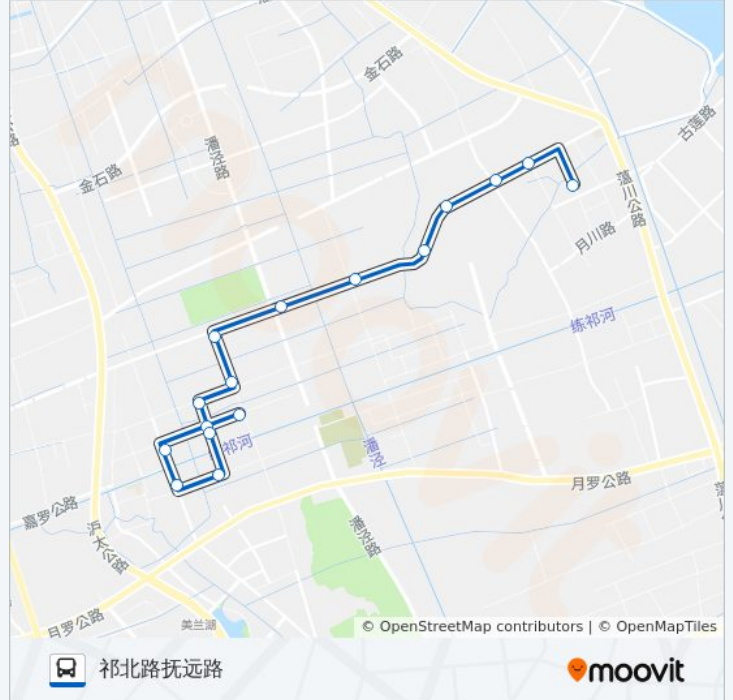 金石路
古莲路
潘泾路
金石路
蕰川公路
月川路
练祁河
祁河
潘泾
月罗公路
嘉罗公路
沪太公路
潘泾路
月罗公路
美兰湖
© OpenStreetMap contributors | © OpenMapTiles
祁北路抚远路
moovit